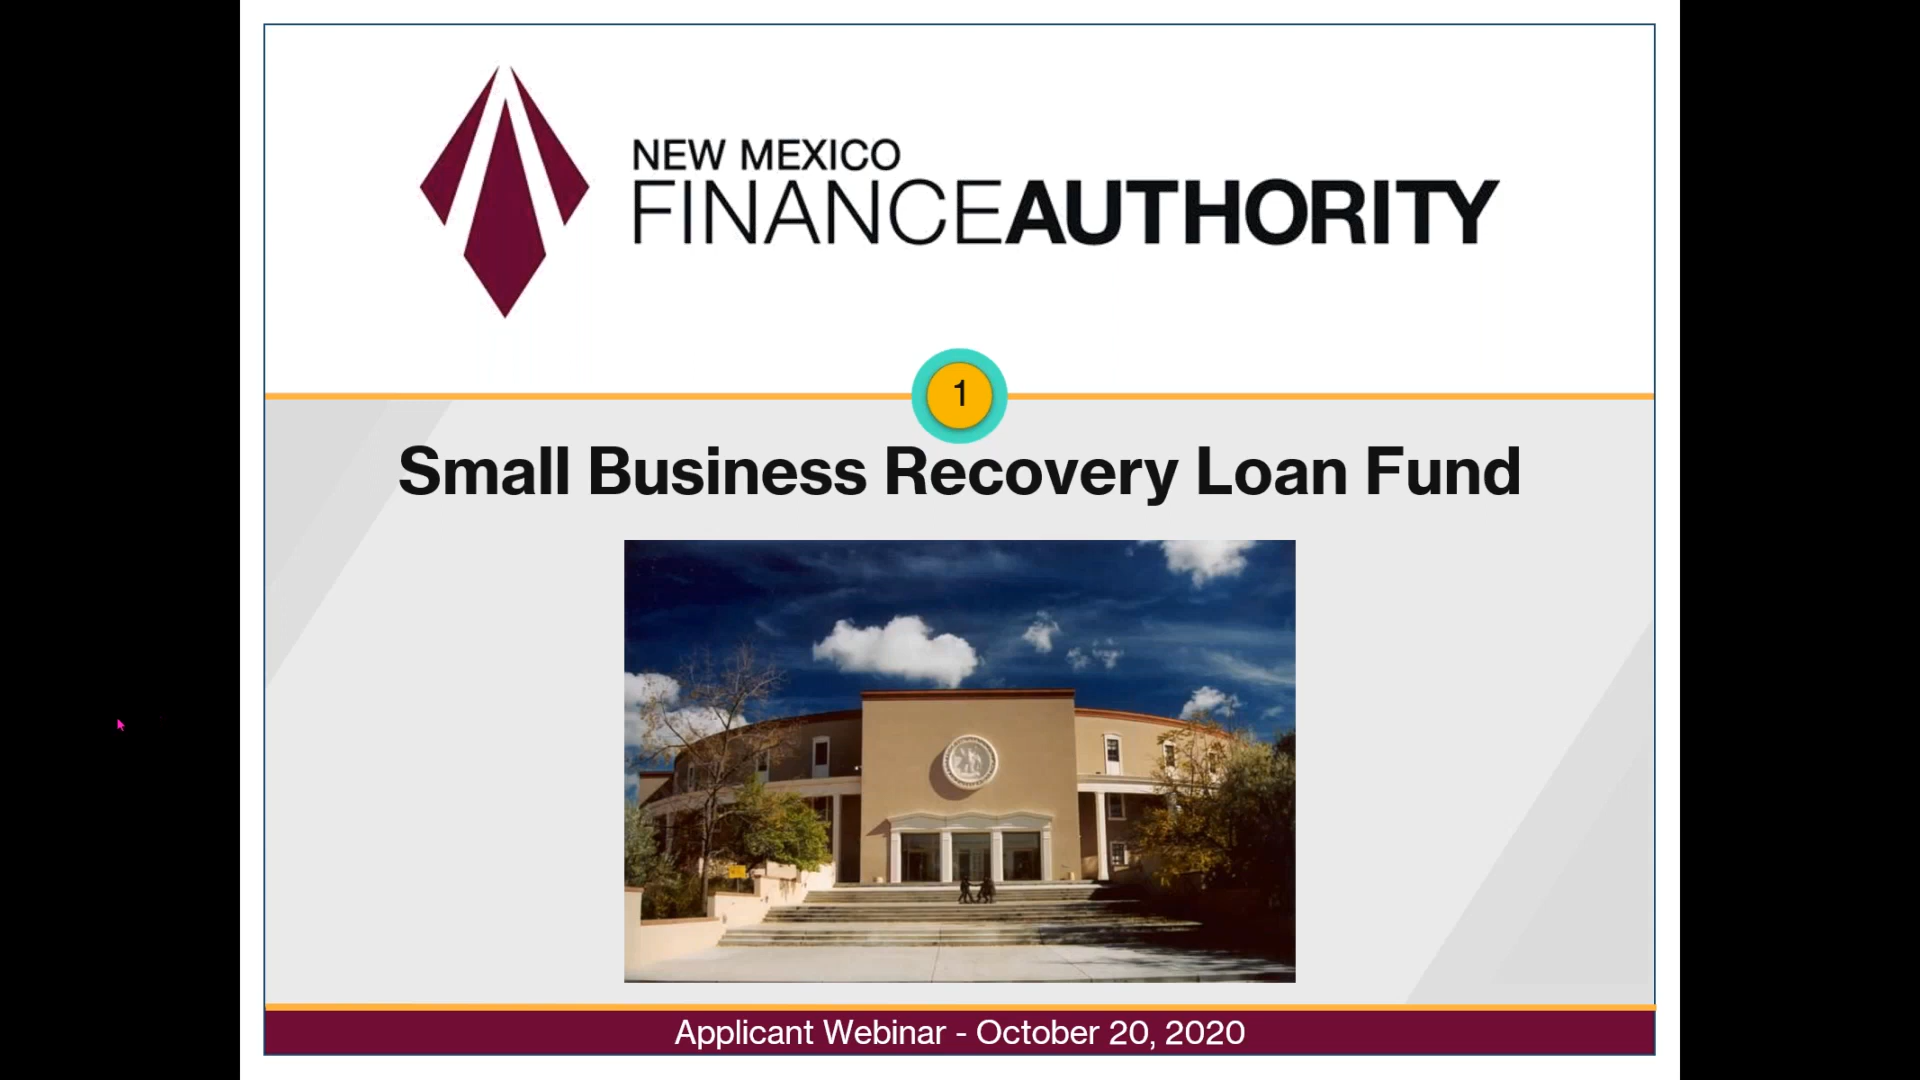 NEW MEXICO
FINANCEAUTHORITY
1
Small Business Recovery Loan Fund
Applicant Webinar - October 20, 2020